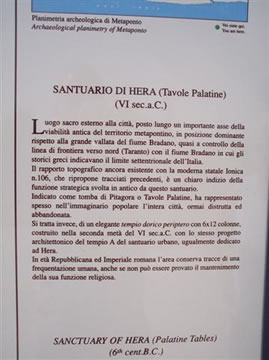 Planimetria archeologica di Metaponto
Archaeological planimetry of Metaponto
Voi siete qui.
You are here.
SANTUARIO DI HERA (Tavole Palatine)
(VI sec.a.C.)
Luogo sacro esterno alla città, posto lungo un importante asse della
viabilità antica del territorio metapontino, in posizione dominante
rispetto alla grande vallata del fiume Bradano, quasi a controllo della
linea di frontiera verso nord (Taranto) con il fiume Bradano in cui gli
storici greci indicavano il limite settentrionale dell'Italia.
Il rapporto topografico ancora esistente con la moderna statale Ionica
n.106, che ripropone tracciati precedenti, è un chiaro indizio della
funzione strategica svolta in antico da questo santuario.
Indicato come tomba di Pitagora o Tavole Palatine, ha rappresentato
spesso nell'immaginario popolare l'intera città, ormai distrutta ed
abbandonata.
Si tratta invece, di un elegante tempio dorico periptero con 6x12 colonne,
costruito nella seconda metà del VI sec.a.C. con lo stesso progetto
architettonico del tempio A del santuario urbano, ugualmente dedicato
ad Hera.
In età Repubblicana ed Imperiale romana l'area conserva tracce di una
frequentazione umana, anche se non può essere provato il mantenimento
della sua funzione religiosa.
SANCTUARY OF HERA (Palatine Tables)
(6th cent.B.C.)